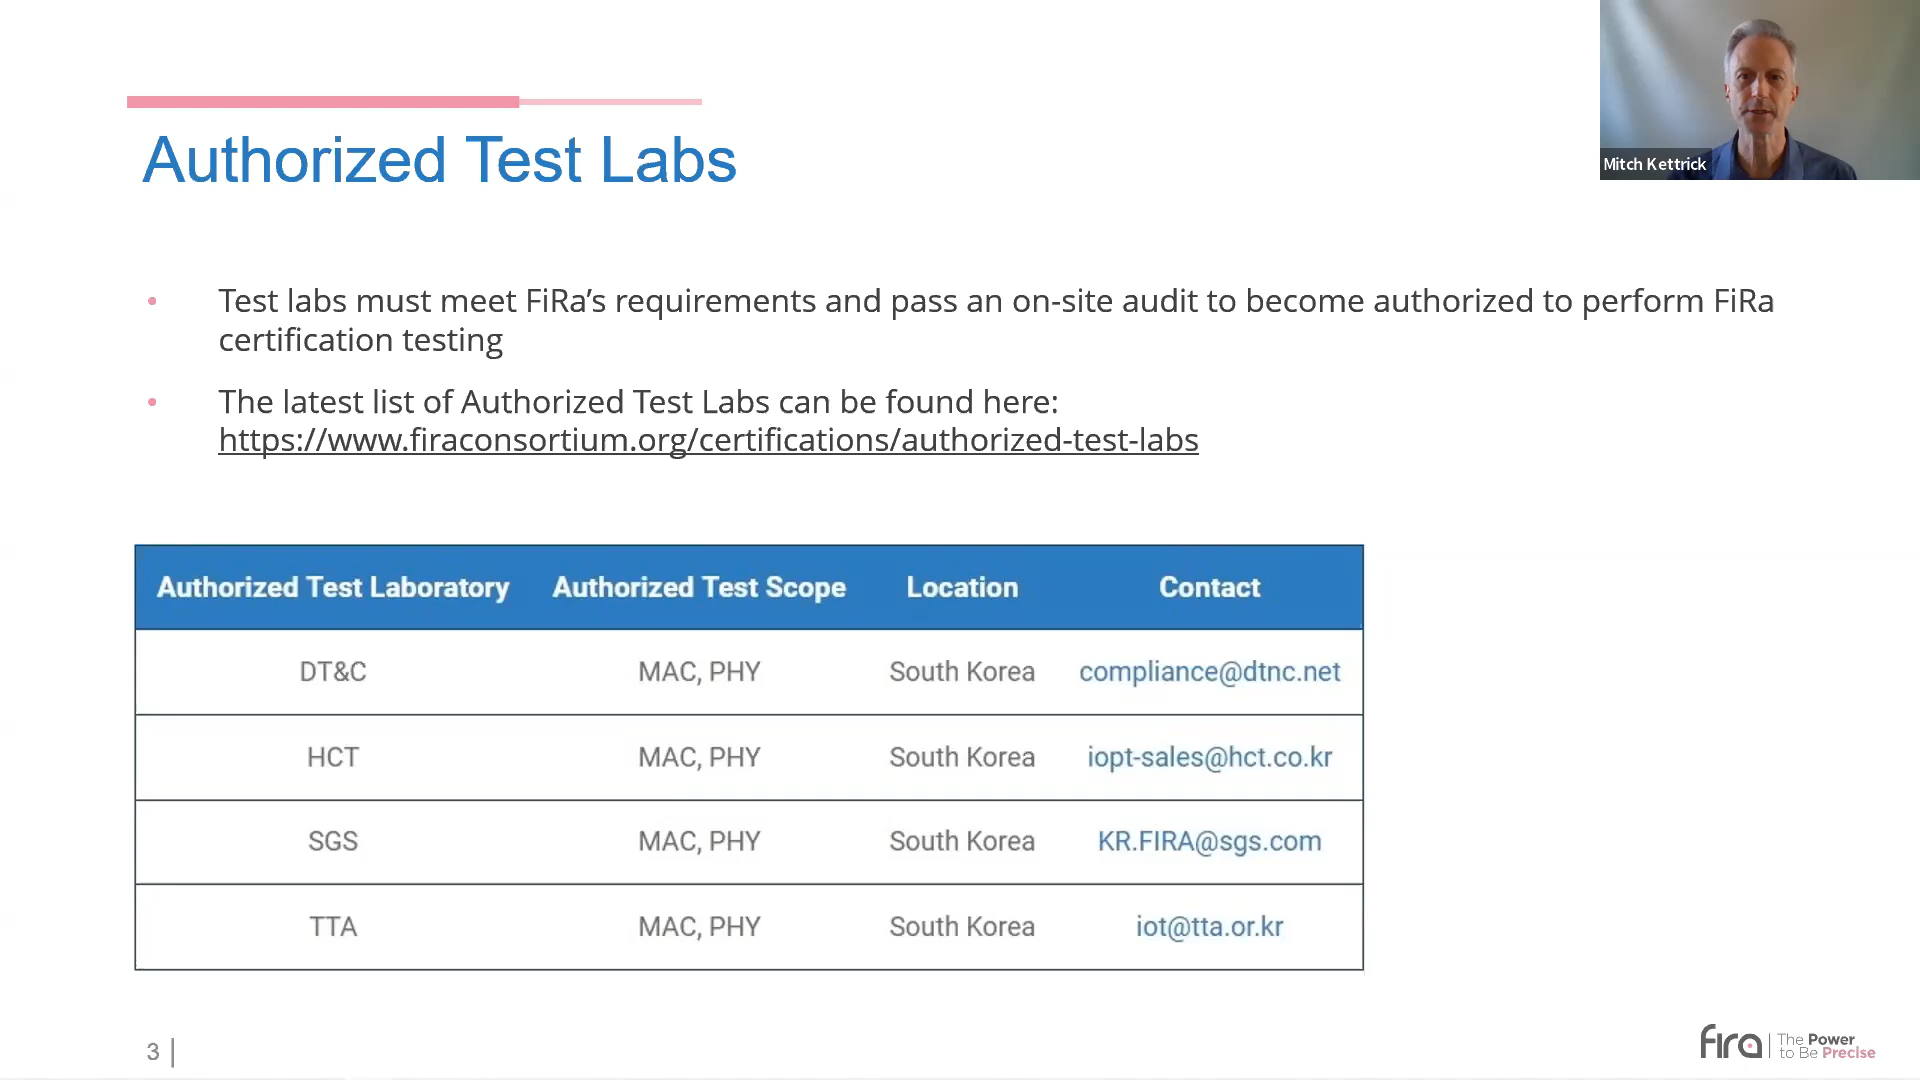 Mitch Kettrick
Authorized Test Labs
• Test labs must meet FiRa’s requirements and pass an on-site audit to become authorized to perform FiRa
certification testing
• The latest list of Authorized Test Labs can be found here:
https://www.firaconsortium.org/certifications/authorized-test-labs
Authorized Test Laboratory Authorized Test Scope Location Contact
DT&C MAC, PHY South Korea compliance@dtnc.net
HCT MAC, PHY South Korea iopt-sales@hct.co.kr
SGS MAC, PHY South Korea KR.FIRA@sgs.com
TTA MAC, PHY South Korea iot@tta.or.kr
3
fira The Power
to Be Precise